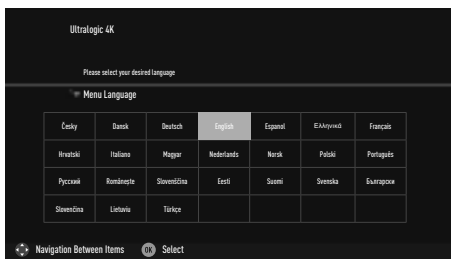 Ultralogic 4K
Please select your desired language
Menu Language
Česky Dansk Deutsch English Espanol Ελληνικά Français
Hrvatski Italiano Magyar Nederlands Norsk Polski Português
Русский Românește Slovenščina Eesti Suomi Svenska Български
Slovenčina Lietuviu Türkçe
Navigation Between Items OK Select